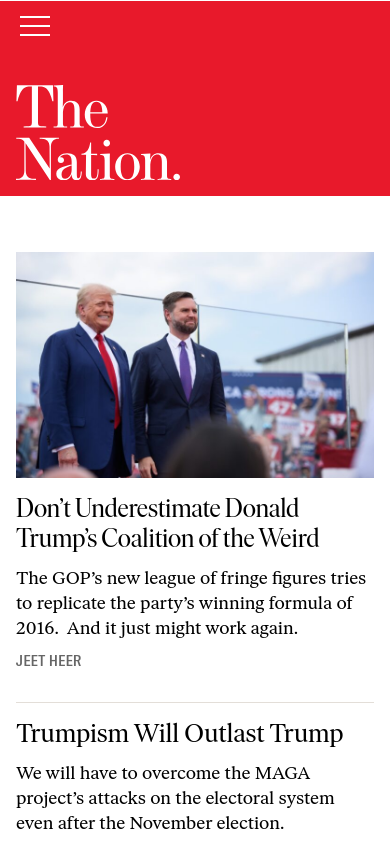 The
Nation.
Don't Underestimate Donald
Trump's Coalition of the Weird
The GOP's new league of fringe figures tries
to replicate the party's winning formula of
2016.  And it just might work again.
JEET HEER
Trumpism Will Outlast Trump
We will have to overcome the MAGA
project's attacks on the electoral system
even after the November election.